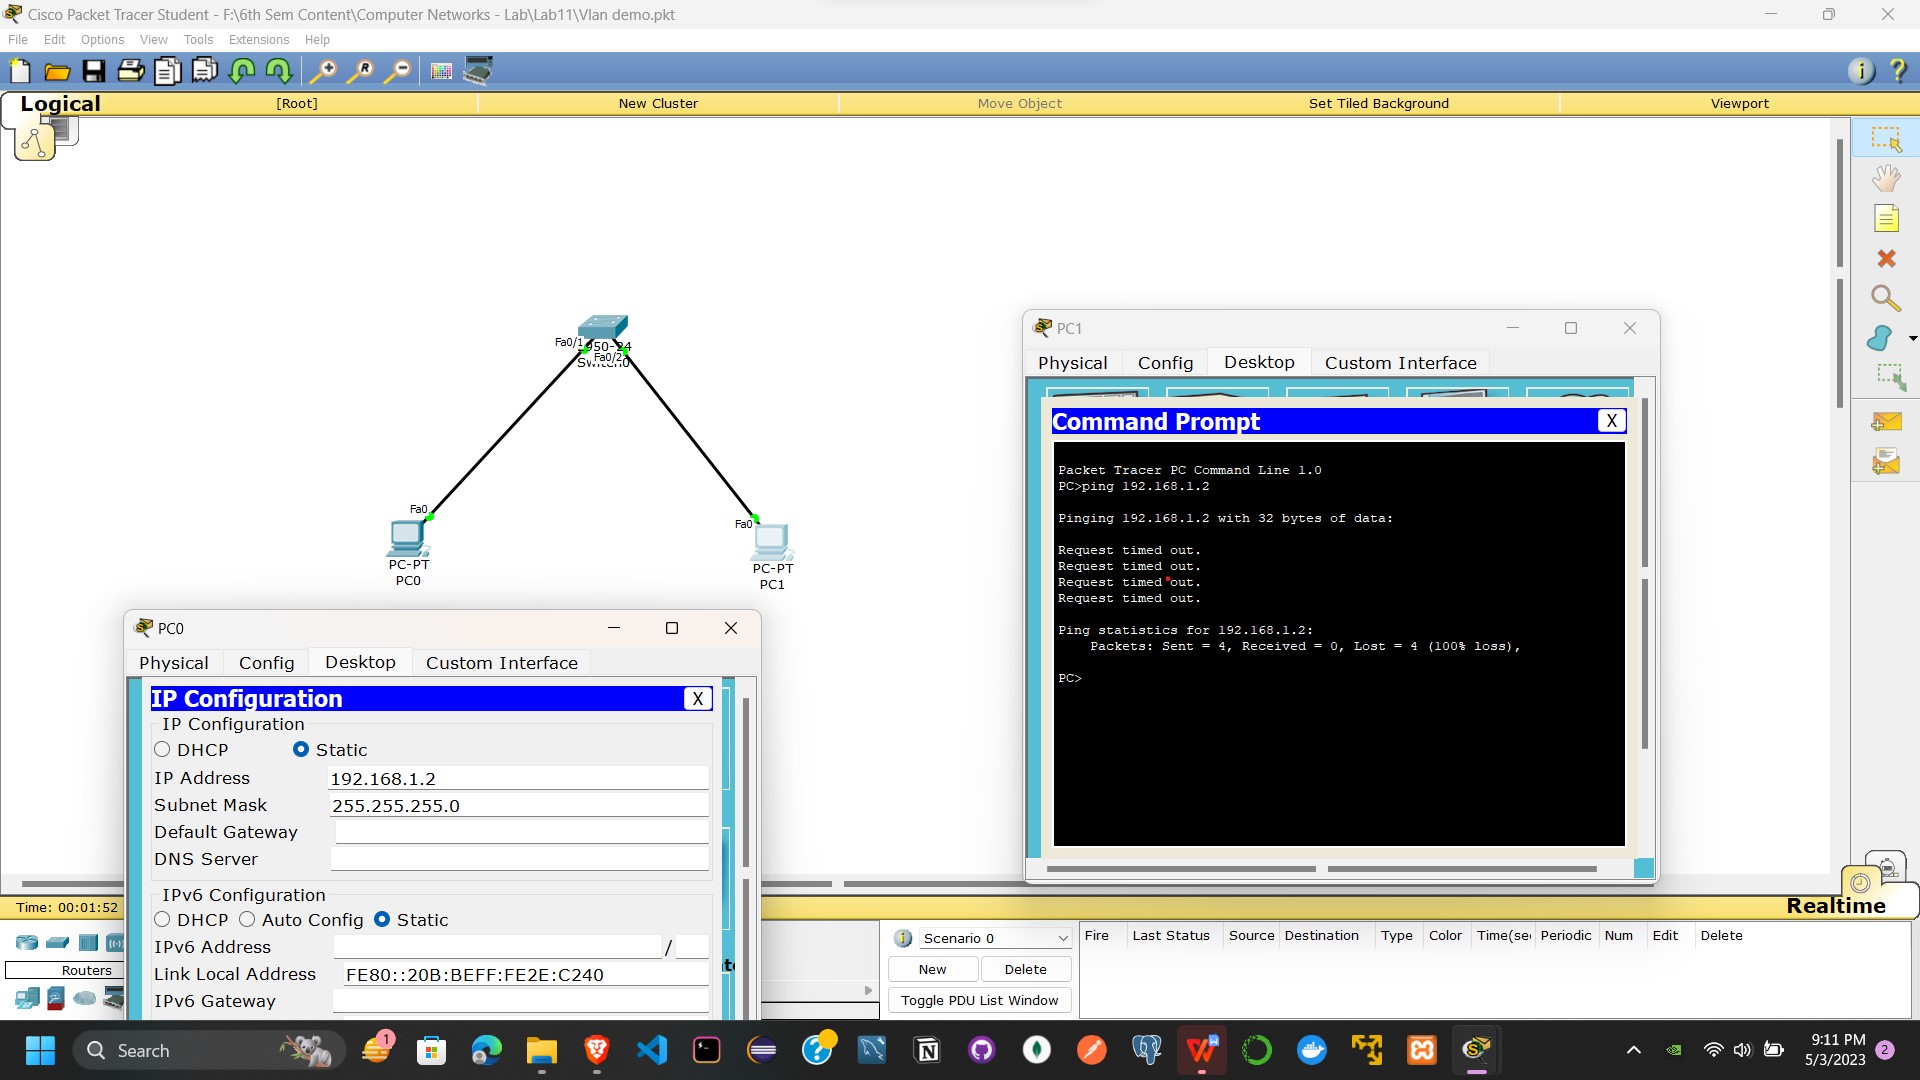 Cisco Packet Tracer Student - F:\6th Sem Content\Computer Networks - Lab\Lab11\Vlan demo.pkt
File Edit Options View Tools Extensions Help
Logical [Root] New Cluster Move Object Set Tiled Background Viewport
Fa0/1
950-24
Fa0/2
Switch0
Fa0
PC-PT
PC0
Fa0
PC-PT
PC1
PC1
Physical Config Desktop Custom Interface
Command Prompt X
Packet Tracer PC Command Line 1.0
PC>ping 192.168.1.2
Pinging 192.168.1.2 with 32 bytes of data:
Request timed out.
Request timed out.
Request timed out.
Request timed out.
Ping statistics for 192.168.1.2:
Packets: Sent = 4, Received = 0, Lost = 4 (100% loss),
PC>
PC0
Physical Config Desktop Custom Interface
IP Configuration X
IP Configuration
DHCP Static
IP Address 192.168.1.2
Subnet Mask 255.255.255.0
Default Gateway
DNS Server
IPv6 Configuration
DHCP Auto Config Static
IPv6 Address /
Link Local Address FE80::20B:BEFF:FE2E:C240
IPv6 Gateway
Time: 00:01:52
Realtime
Routers
Scenario 0
New Delete
Toggle PDU List Window
Fire Last Status Source Destination Type Color Time(sec Periodic Num Edit Delete
Search
1
9:11 PM
5/3/2023
2